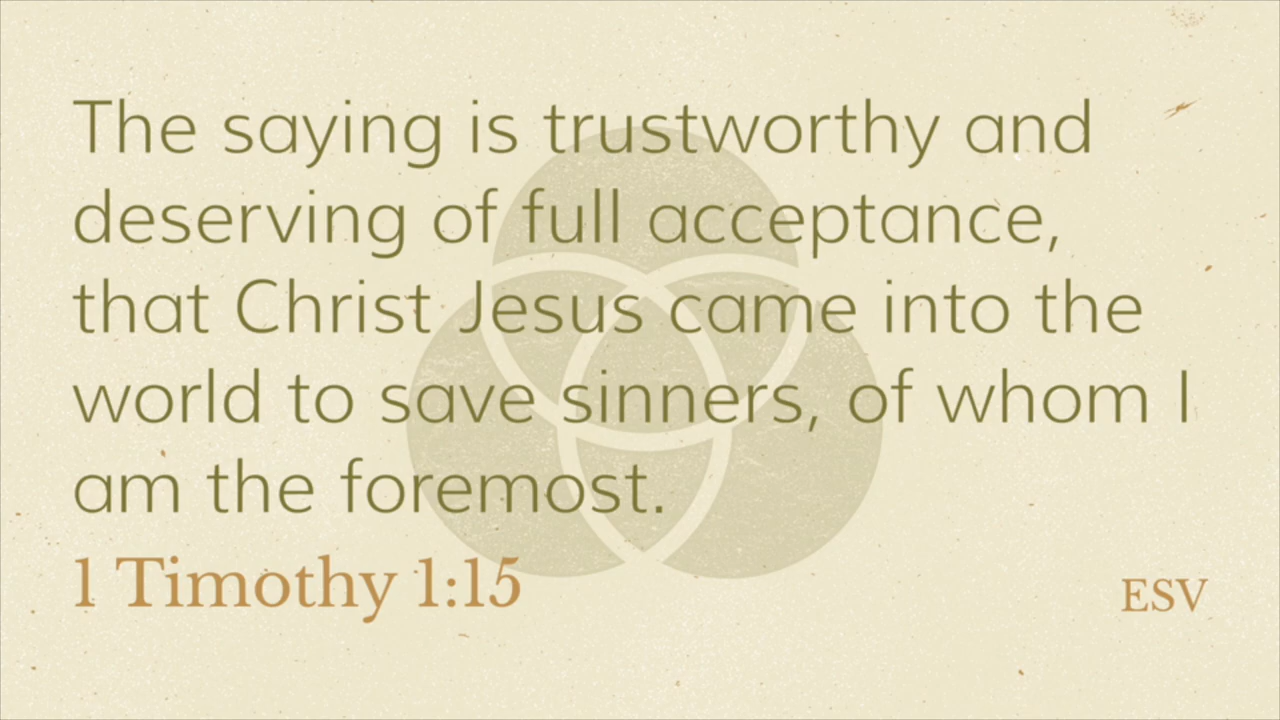 The saying is trustworthy and
deserving of full acceptance,
that Christ Jesus came into the
world to save sinners, of whom I
am the foremost.
1 Timothy 1:15
ESV